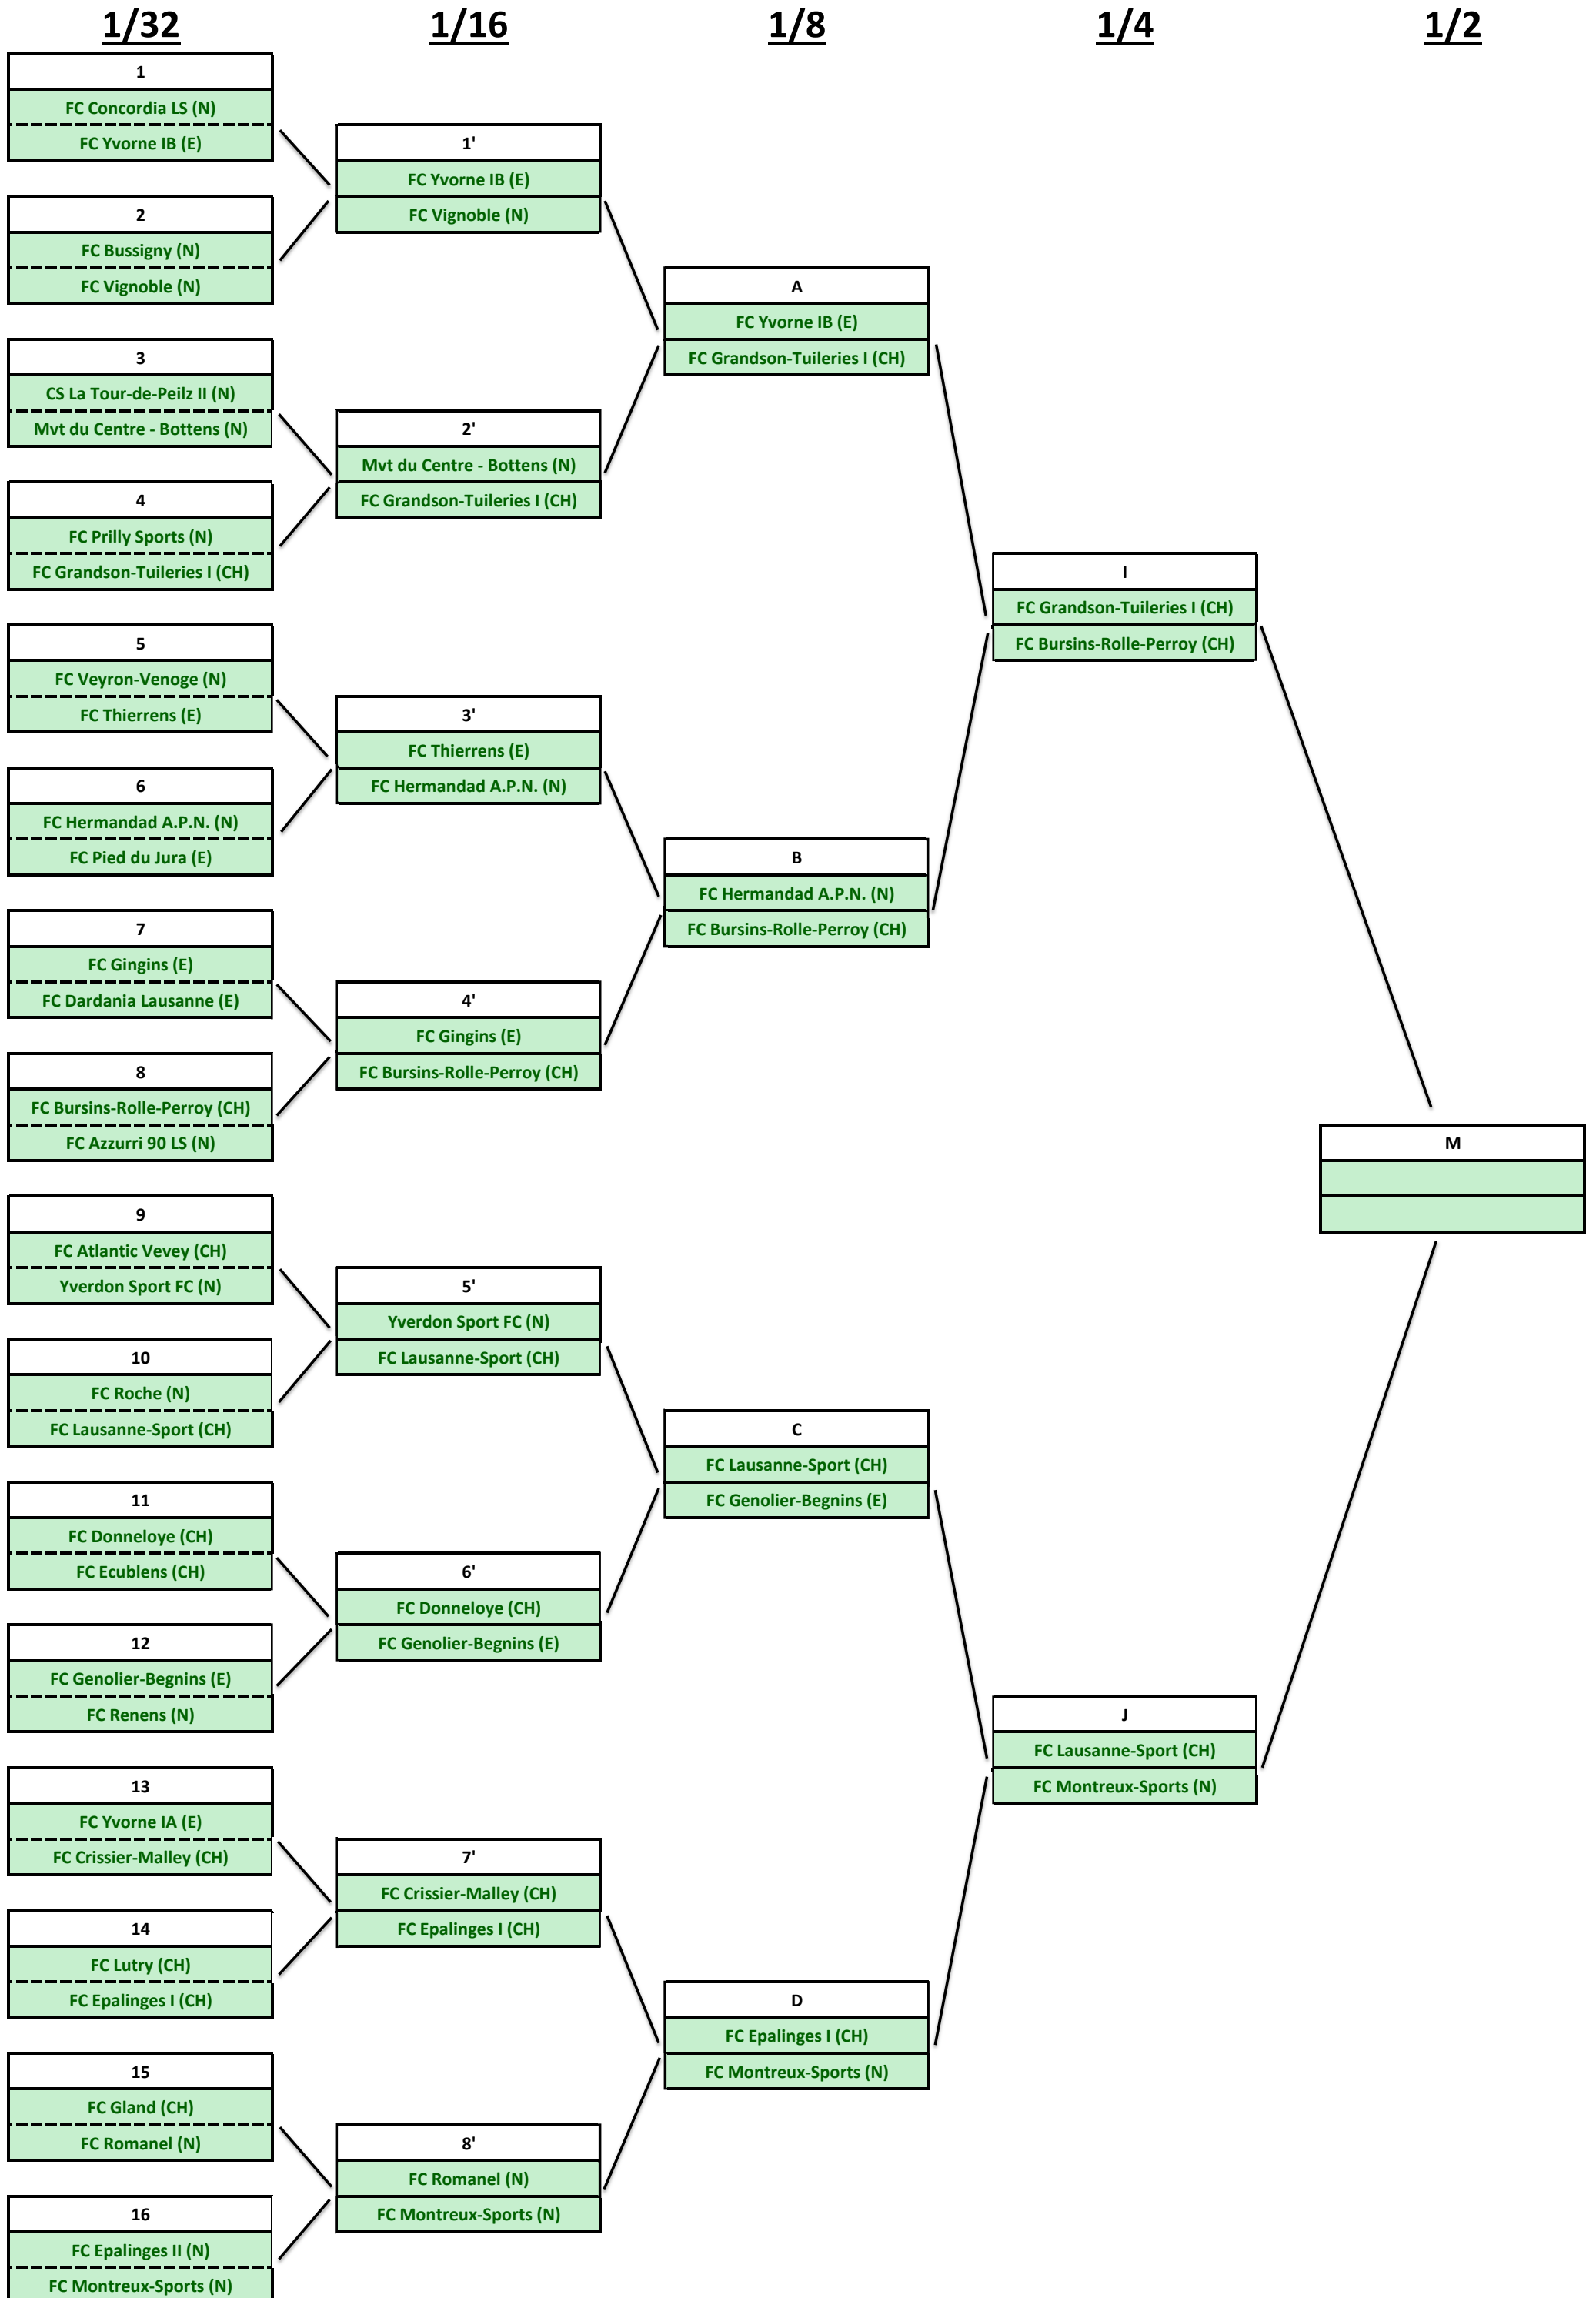 1/32
1/16
1/8
1/4
1/2
1
FC Concordia LS (N)
FC Yvorne IB (E)
2
FC Bussigny (N)
FC Vignoble (N)
3
CS La Tour-de-Peilz II (N)
Mvt du Centre - Bottens (N)
4
FC Prilly Sports (N)
FC Grandson-Tuileries I (CH)
5
FC Veyron-Venoge (N)
FC Thierrens (E)
6
FC Hermandad A.P.N. (N)
FC Pied du Jura (E)
7
FC Gingins (E)
FC Dardania Lausanne (E)
8
FC Bursins-Rolle-Perroy (CH)
FC Azzurri 90 LS (N)
9
FC Atlantic Vevey (CH)
Yverdon Sport FC (N)
10
FC Roche (N)
FC Lausanne-Sport (CH)
11
FC Donneloye (CH)
FC Ecublens (CH)
12
FC Genolier-Begnins (E)
FC Renens (N)
13
FC Yvorne IA (E)
FC Crissier-Malley (CH)
14
FC Lutry (CH)
FC Epalinges I (CH)
15
FC Gland (CH)
FC Romanel (N)
16
FC Epalinges II (N)
FC Montreux-Sports (N)
1'
FC Yvorne IB (E)
FC Vignoble (N)
2'
Mvt du Centre - Bottens (N)
FC Grandson-Tuileries I (CH)
3'
FC Thierrens (E)
FC Hermandad A.P.N. (N)
4'
FC Gingins (E)
FC Bursins-Rolle-Perroy (CH)
5'
Yverdon Sport FC (N)
FC Lausanne-Sport (CH)
6'
FC Donneloye (CH)
FC Genolier-Begnins (E)
7'
FC Crissier-Malley (CH)
FC Epalinges I (CH)
8'
FC Romanel (N)
FC Montreux-Sports (N)
A
FC Yvorne IB (E)
FC Grandson-Tuileries I (CH)
B
FC Hermandad A.P.N. (N)
FC Bursins-Rolle-Perroy (CH)
C
FC Lausanne-Sport (CH)
FC Genolier-Begnins (E)
D
FC Epalinges I (CH)
FC Montreux-Sports (N)
I
FC Grandson-Tuileries I (CH)
FC Bursins-Rolle-Perroy (CH)
J
FC Lausanne-Sport (CH)
FC Montreux-Sports (N)
M